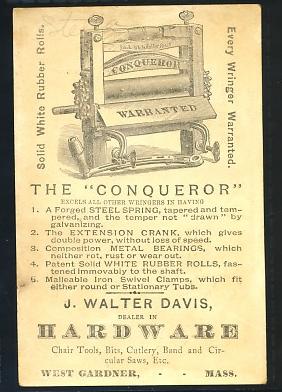 Solid White Rubber Rolls.
CONQUEROR
WARRANTED
Every Wringer Warranted.
THE "CONQUEROR"
EXCELS ALL OTHER WRINGERS IN HAVING
1. A Forged STEEL SPRING, tapered and tem-
pered, and the temper not "drawn" by
galvanizing.
2. The EXTENSION CRANK, which gives
double power, without loss of speed.
3. Composition METAL BEARINGS, which
neither rot, rust or wear out.
4. Patent Solid WHITE RUBBER ROLLS, fas-
tened immovably to the shaft.
5. Malleable Iron Swivel Clamps, which fit
either round or Stationary Tubs.
J. WALTER DAVIS,
DEALER IN
HARDWARE
Chair Tools, Bits, Cutlery, Band and Cir-
cular Saws, Etc.
WEST GARDNER, - - MASS.